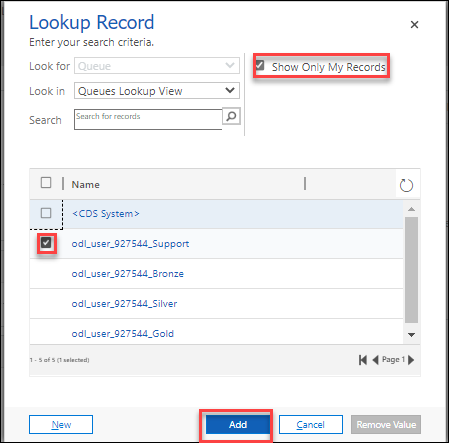 Lookup Record
Enter your search criteria.
Look for Queue Show Only My Records
Look in Queues Lookup View
Search Search for records
Name
<CDS System>
odl_user_927544_Support
odl_user_927544_Bronze
odl_user_927544_Silver
odl_user_927544_Gold
1 - 5 of 5 (1 selected) Page 1
New Add Cancel Remove Value